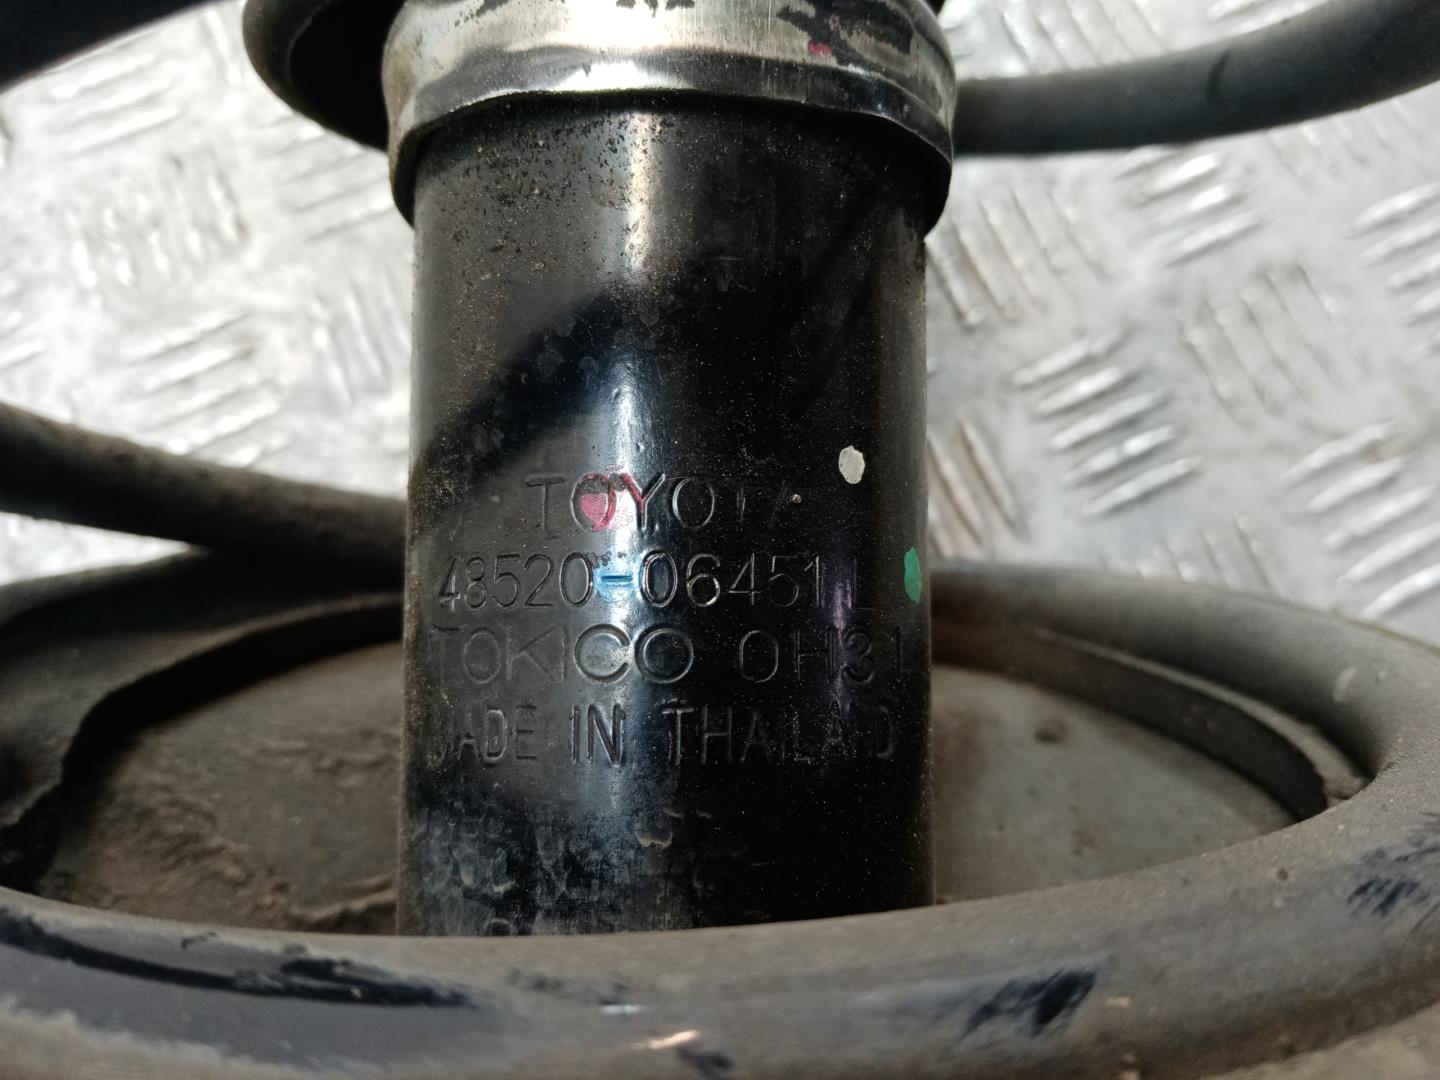 TOYOTA
48520-06451 L
TOKICO 0H31
MADE IN THAILAND